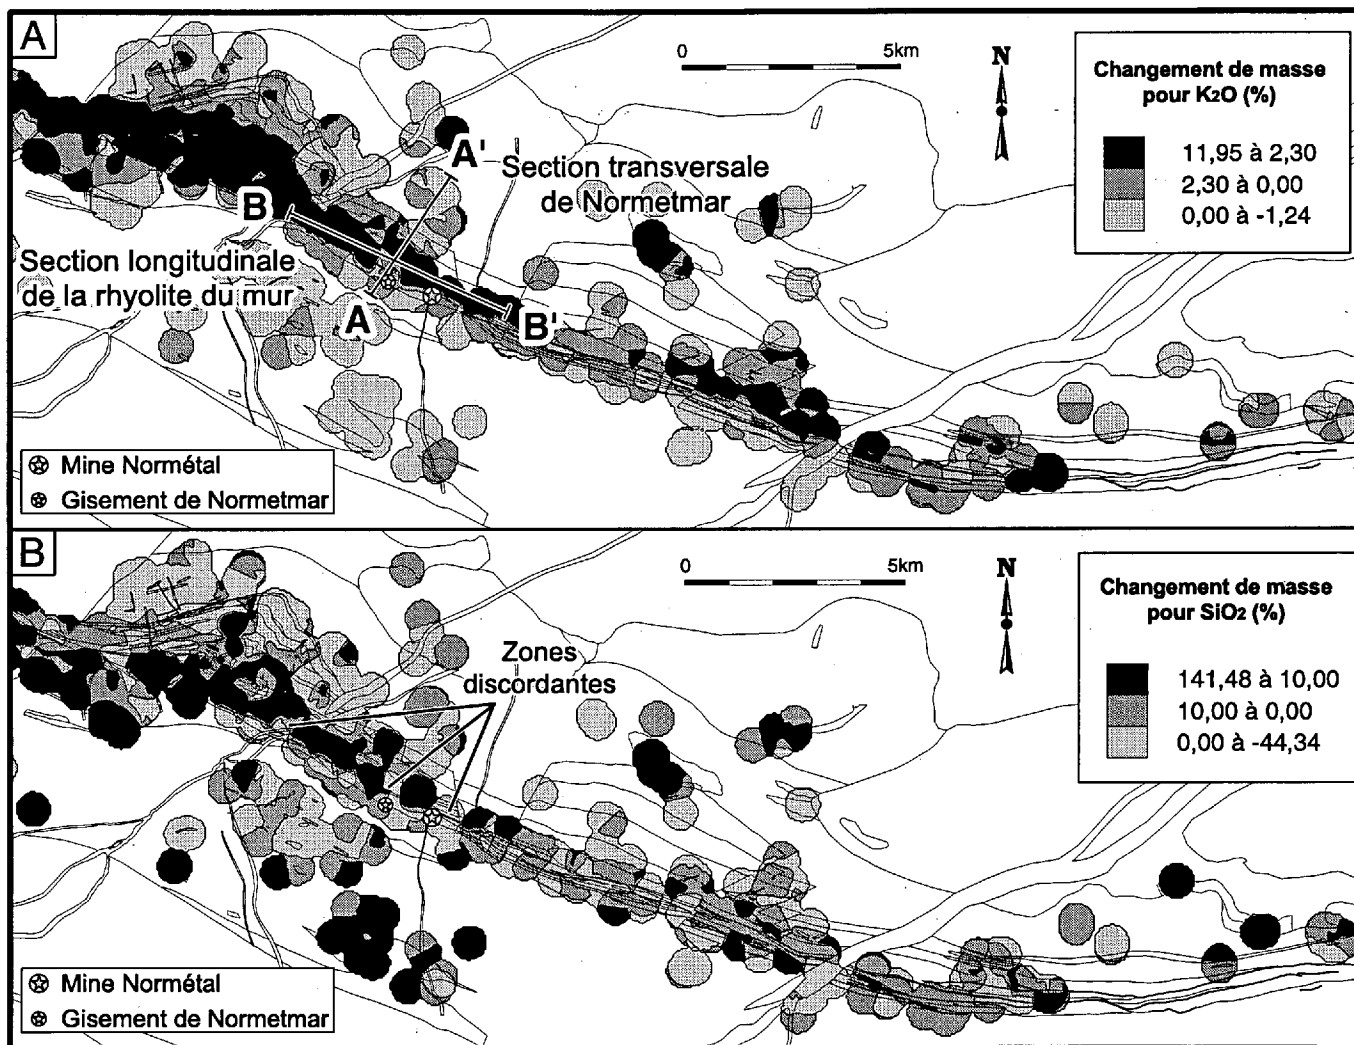 A
0 5km
N
Changement de masse
pour K2O (%)
11,95 à 2,30
2,30 à 0,00
0,00 à -1,24
A'
Section transversale
de Normetmar
B
Section longitudinale
de la rhyolite du mur
A
B'
Mine Normétal
Gisement de Normetmar
B
0 5km
N
Changement de masse
pour SiO2 (%)
141,48 à 10,00
10,00 à 0,00
0,00 à -44,34
Zones
discordantes
Mine Normétal
Gisement de Normetmar